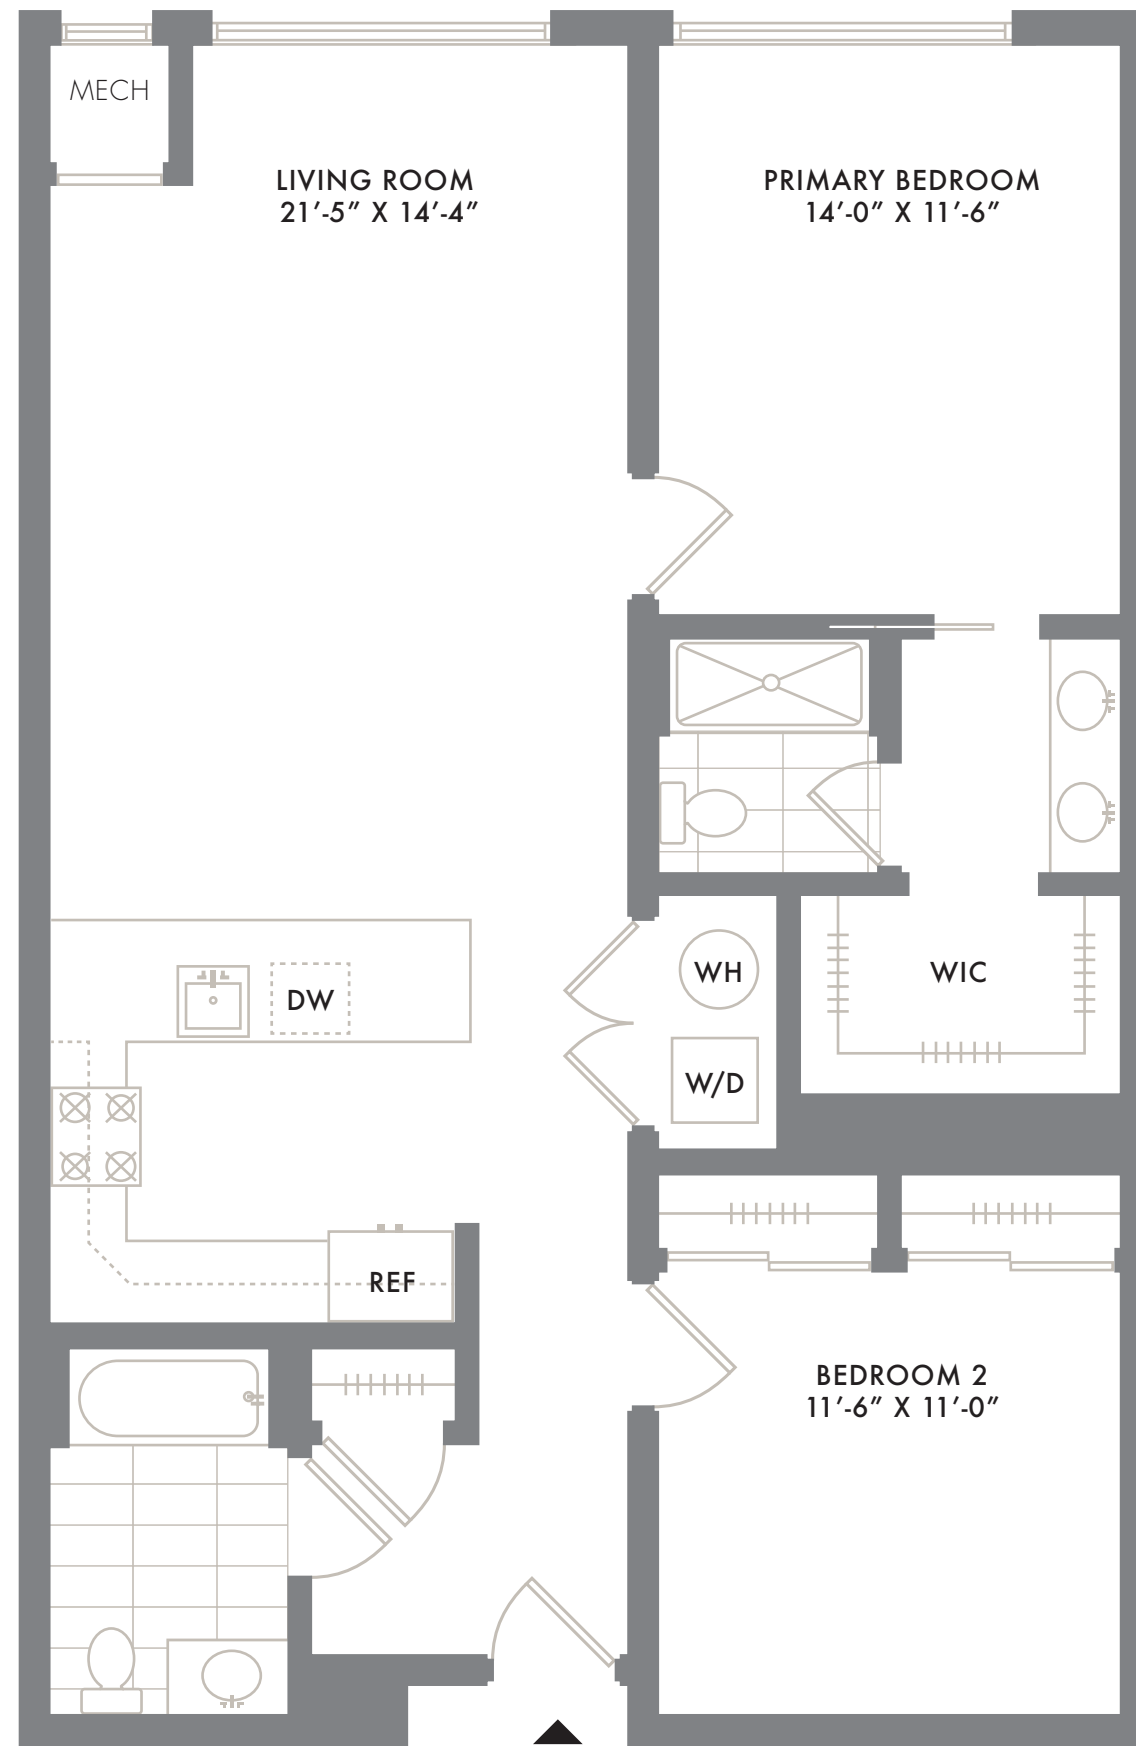 MECH
LIVING ROOM
21′-5″ X 14′-4″
PRIMARY BEDROOM
14′-0″ X 11′-6″
WH
WIC
DW
W/D
REF
BEDROOM 2
11′-6″ X 11′-0″